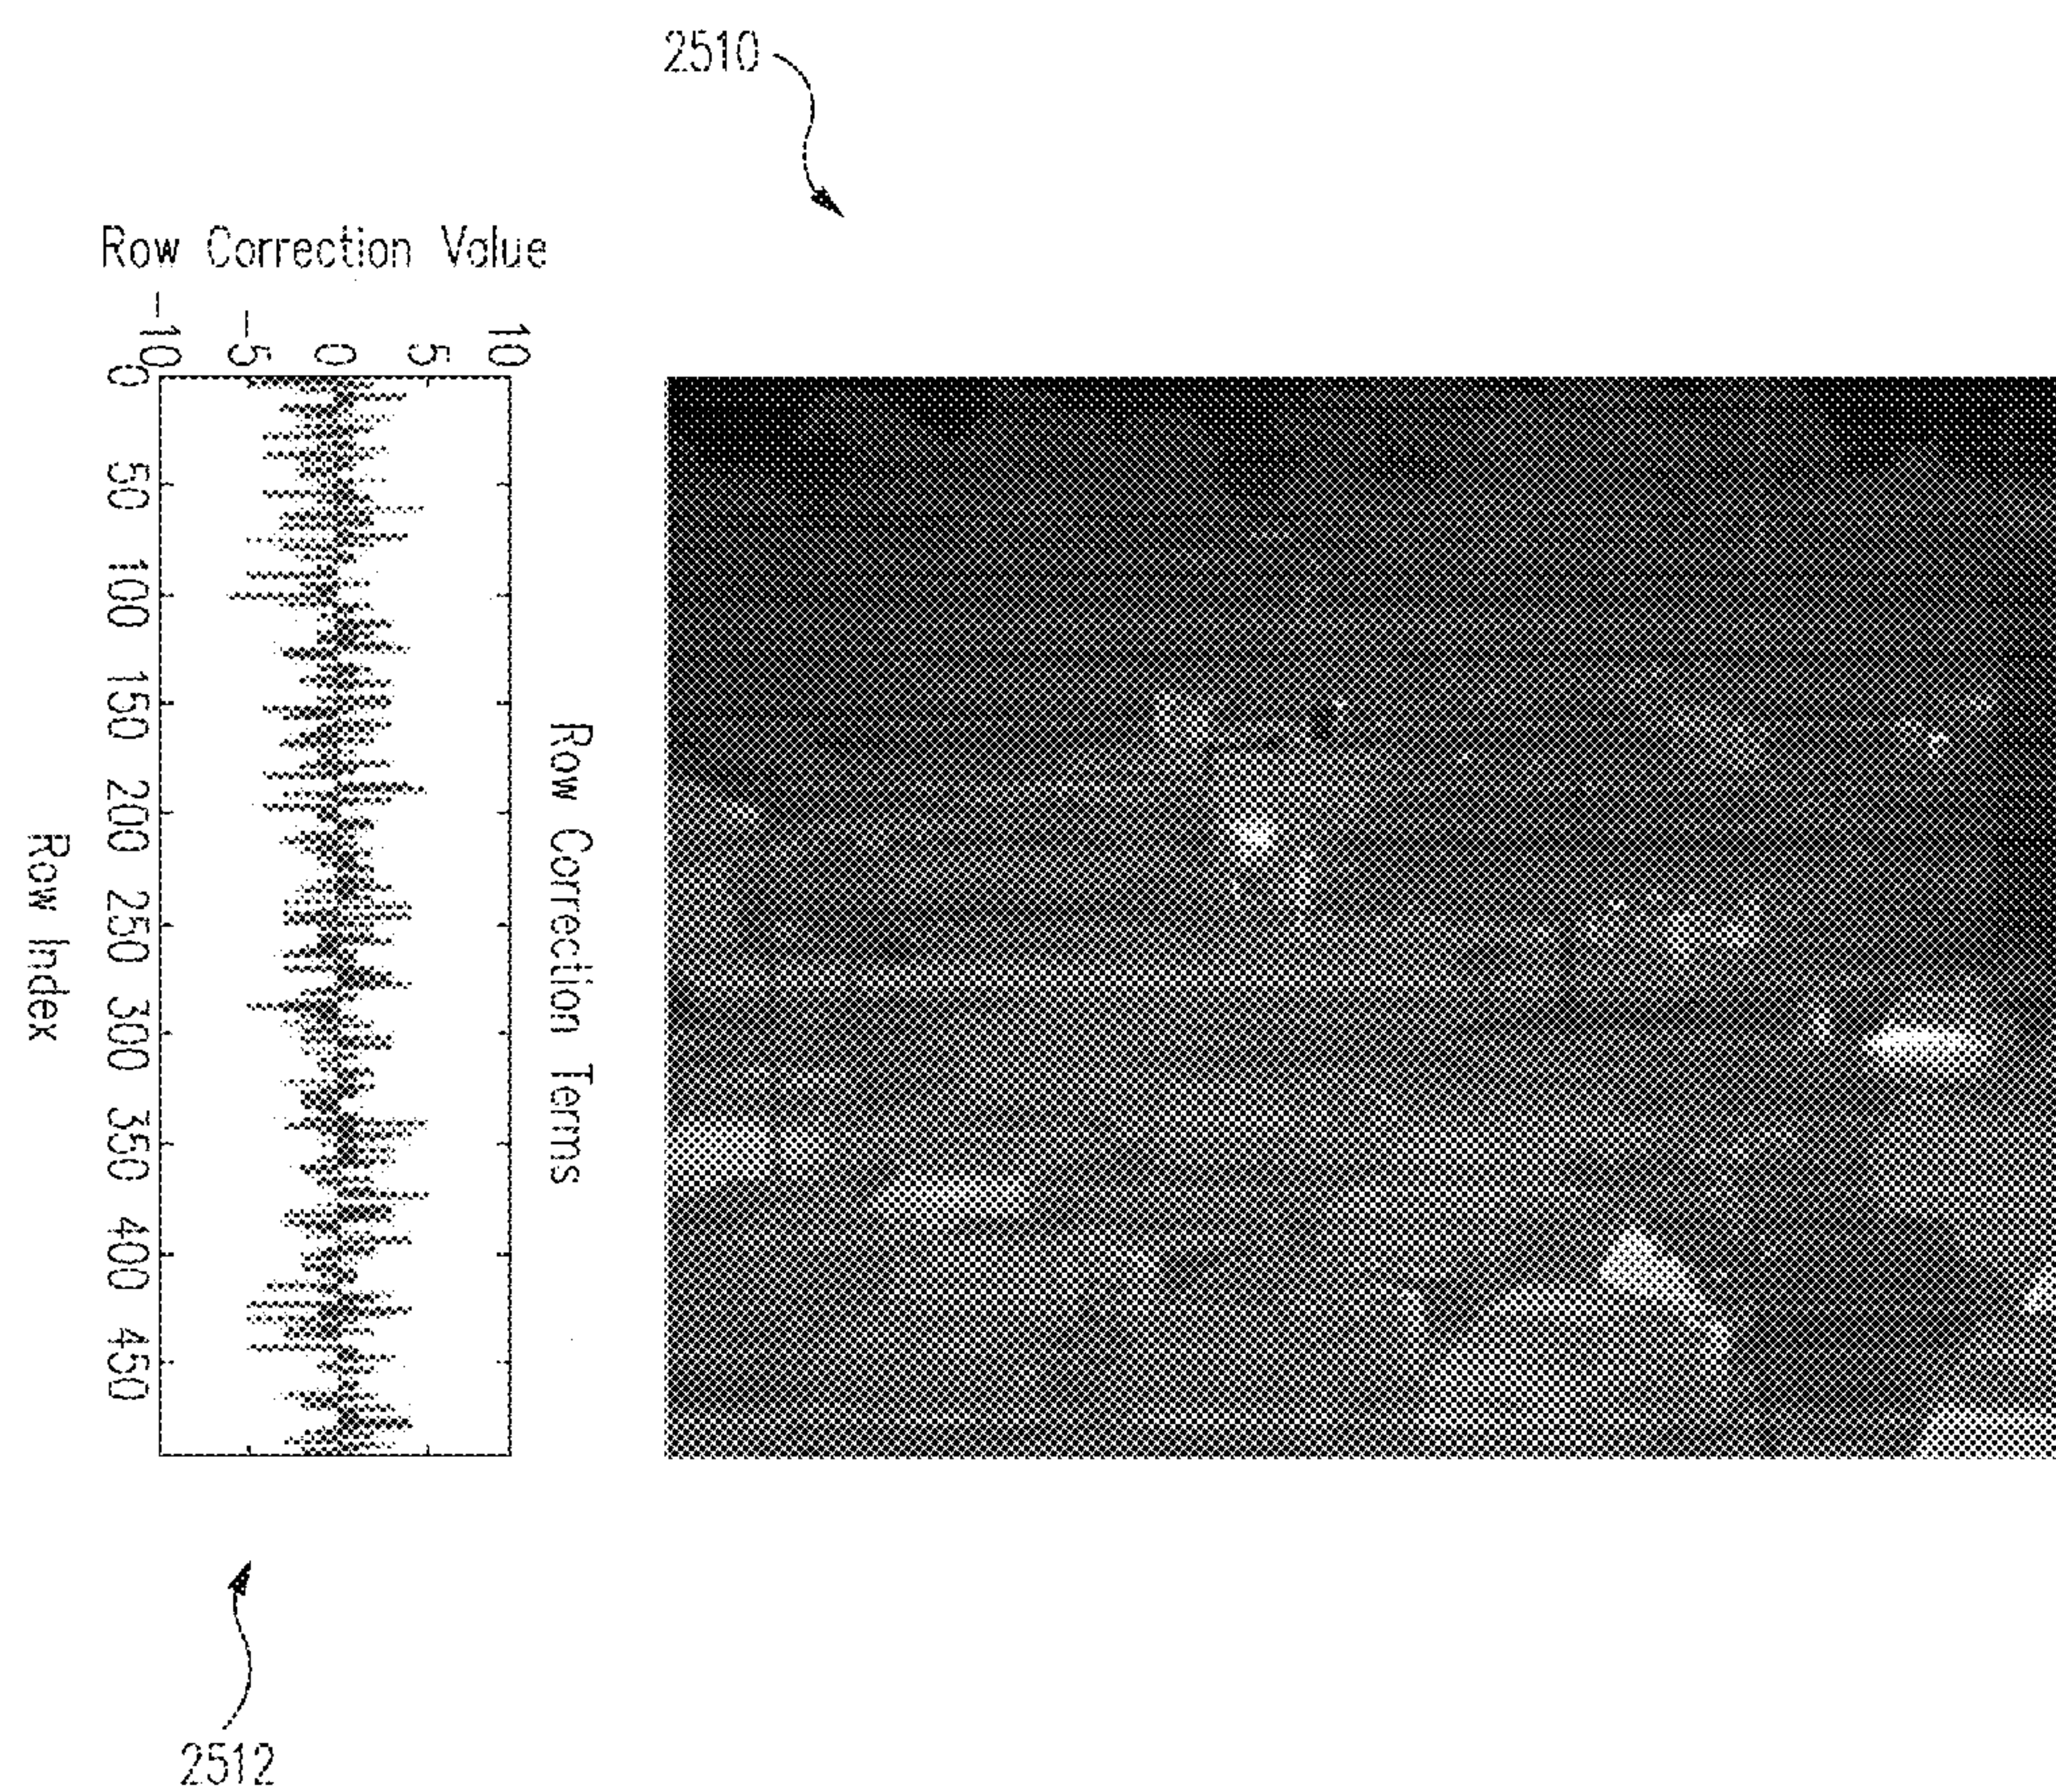 2510
Row Correction Value
-10 -5 0 5 10
0 50 100 150 200 250 300 350 400 450
Row Index
Row Correction Terms
2512